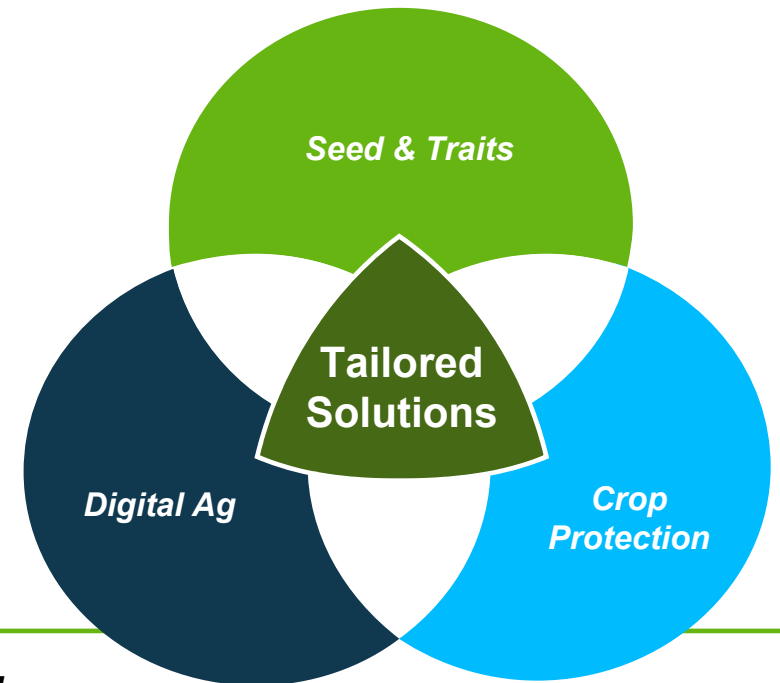 Seed & Traits
Tailored
Solutions
Digital Ag
Crop
Protection